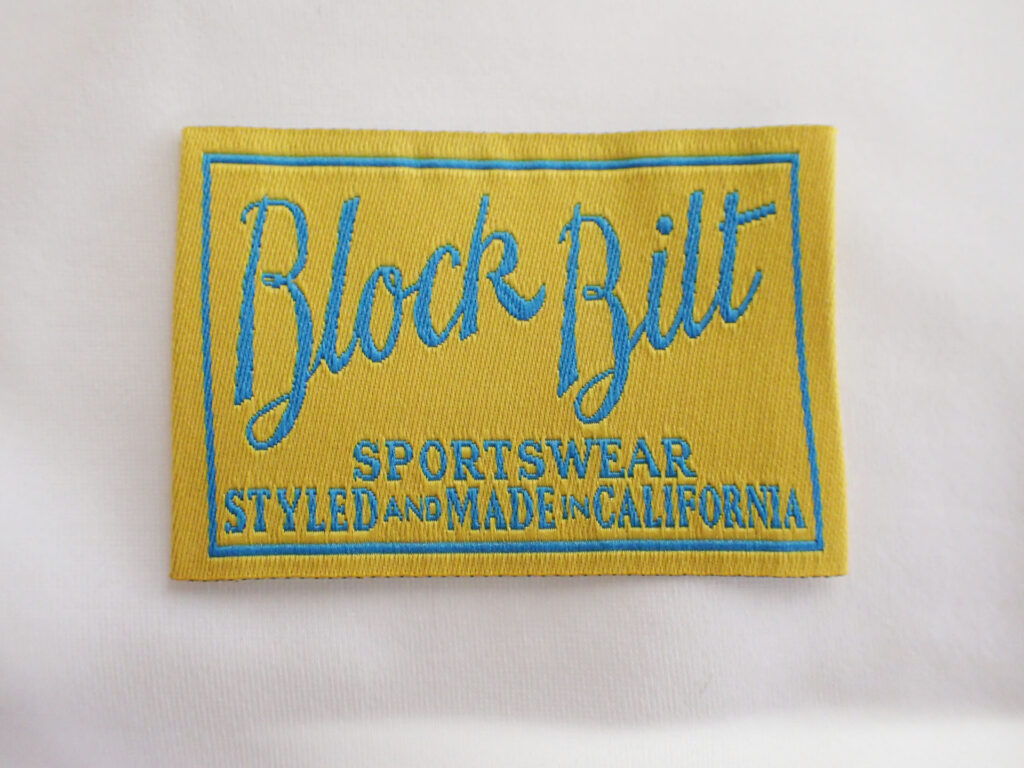 Block Bilt
SPORTSWEAR
STYLED AND MADE IN CALIFORNIA